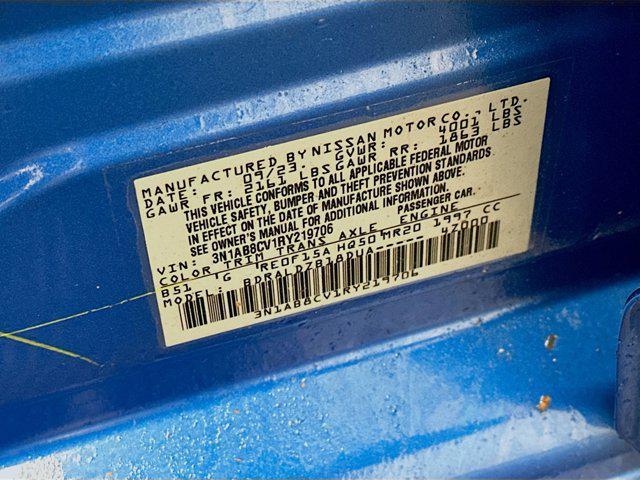 MANUFACTURED BY NISSAN MOTOR CO., LTD.
DATE: 09/23 GVWR: 4001 LBS
GAWR FR: 2161 LBS GAWR RR: 1863 LBS
THIS VEHICLE CONFORMS TO ALL APPLICABLE FEDERAL MOTOR
VEHICLE SAFETY, BUMPER AND THEFT PREVENTION STANDARDS
IN EFFECT ON THE DATE OF MANUFACTURE SHOWN ABOVE.
SEE OWNER'S MANUAL FOR ADDITIONAL INFORMATION.
VIN: 3N1AB8CV1RY219706 PASSENGER CAR.
COLOR TRIM TRANS AXLE ENGINE
B51 G RE0F15A HQ50 MR20 1997 CC
MODEL: BDRALDZB18DUA----- 47000
3N1AB8CV1RY219706